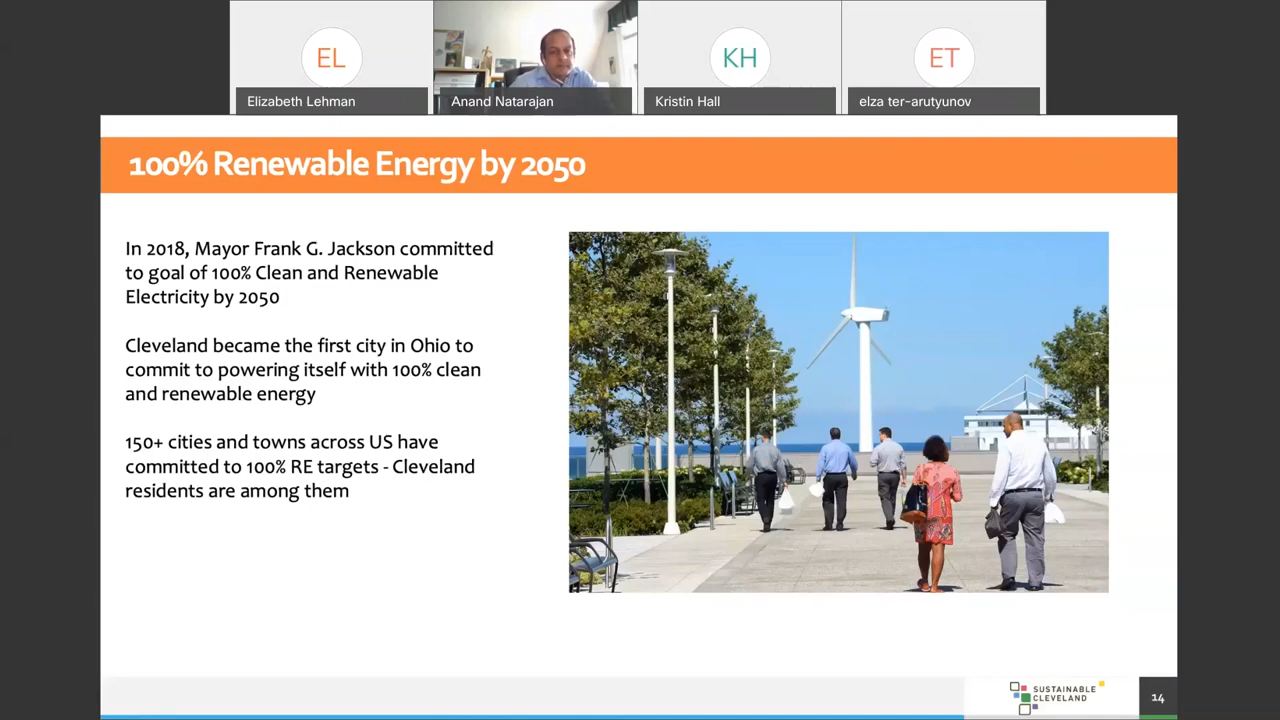 EL
Elizabeth Lehman
Anand Natarajan
KH
Kristin Hall
ET
elza ter-arutyunov
100% Renewable Energy by 2050
In 2018, Mayor Frank G. Jackson committed
to goal of 100% Clean and Renewable
Electricity by 2050
Cleveland became the first city in Ohio to
commit to powering itself with 100% clean
and renewable energy
150+ cities and towns across US have
committed to 100% RE targets - Cleveland
residents are among them
SUSTAINABLE
CLEVELAND
14